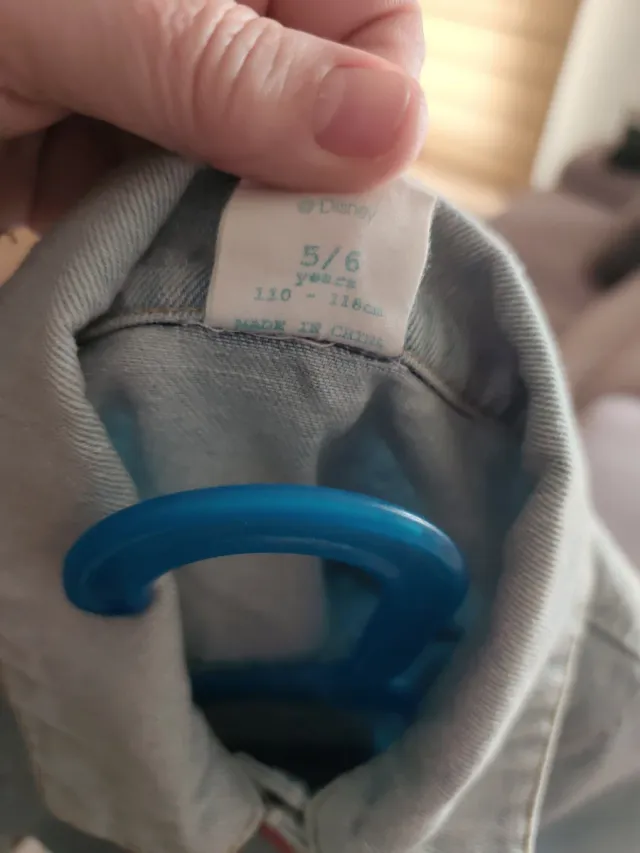 © Disney
5/6
years
110 - 116cm
MADE IN CHINA